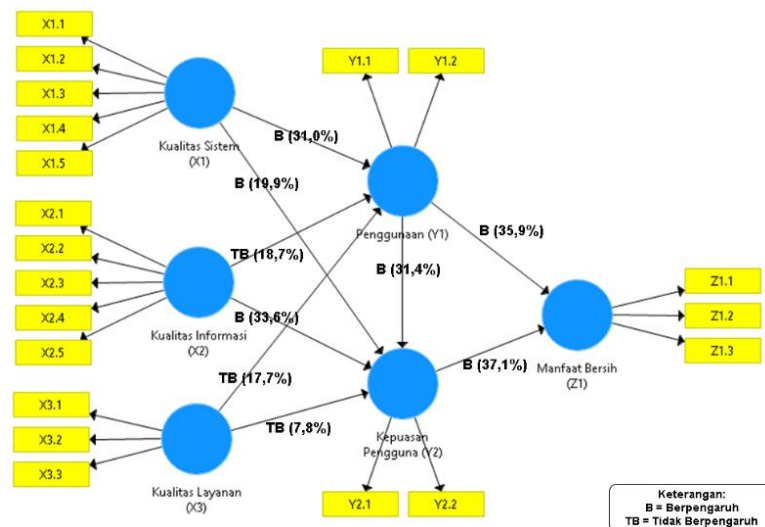 X1.1
X1.2
X1.3
X1.4
X1.5
Kualitas Sistem
(X1)
X2.1
X2.2
X2.3
X2.4
X2.5
Kualitas Informasi
(X2)
X3.1
X3.2
X3.3
Kualitas Layanan
(X3)
Y1.1
Y1.2
B (31,0%)
B (19,9%)
TB (18,7%)
B (33,6%)
TB (17,7%)
TB (7,8%)
Penggunaan (Y1)
B (31,4%)
Kepuasan
Pengguna (Y2)
Y2.1
Y2.2
B (35,9%)
B (37,1%)
Manfaat Bersih
(Z1)
Z1.1
Z1.2
Z1.3
Keterangan:
B = Berpengaruh
TB = Tidak Berpengaruh